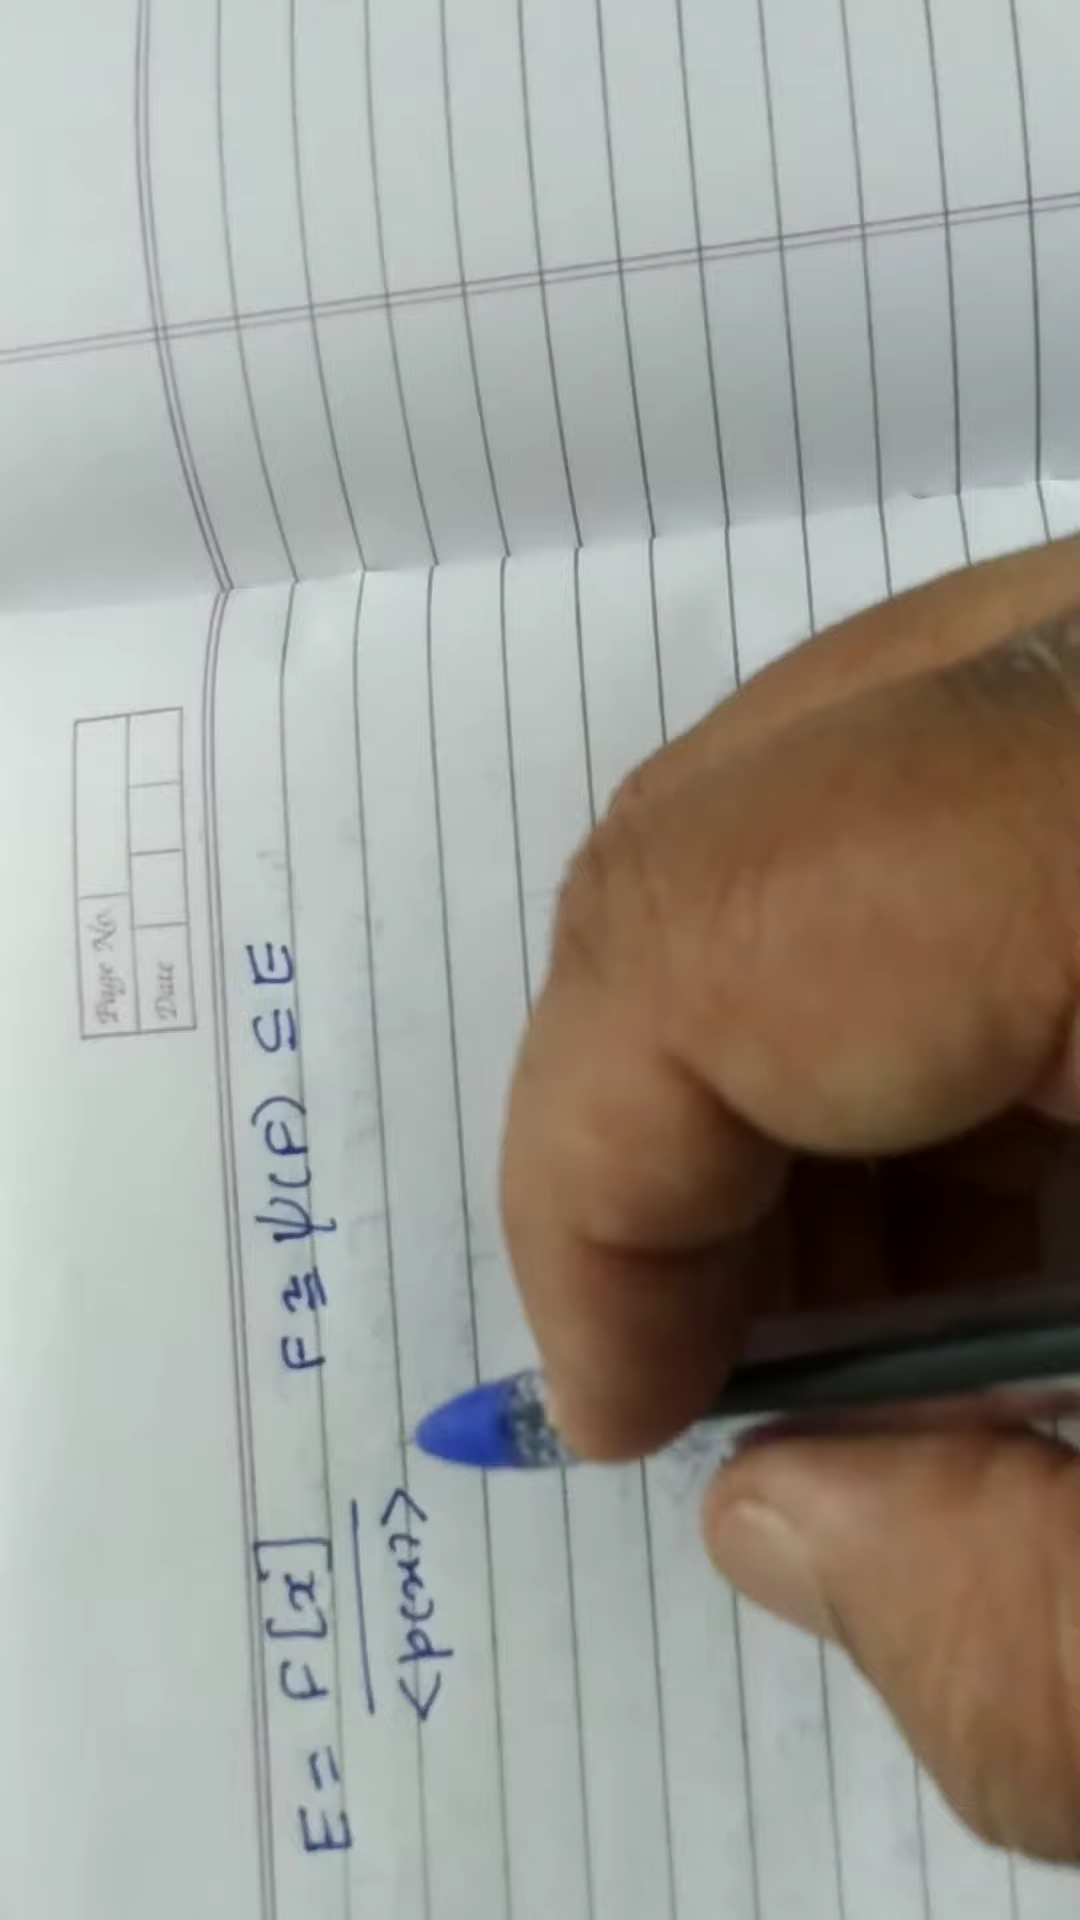 Page No.
Date
E = F[x] F ≅ ψ(F) ⊆ E
<p(x)>